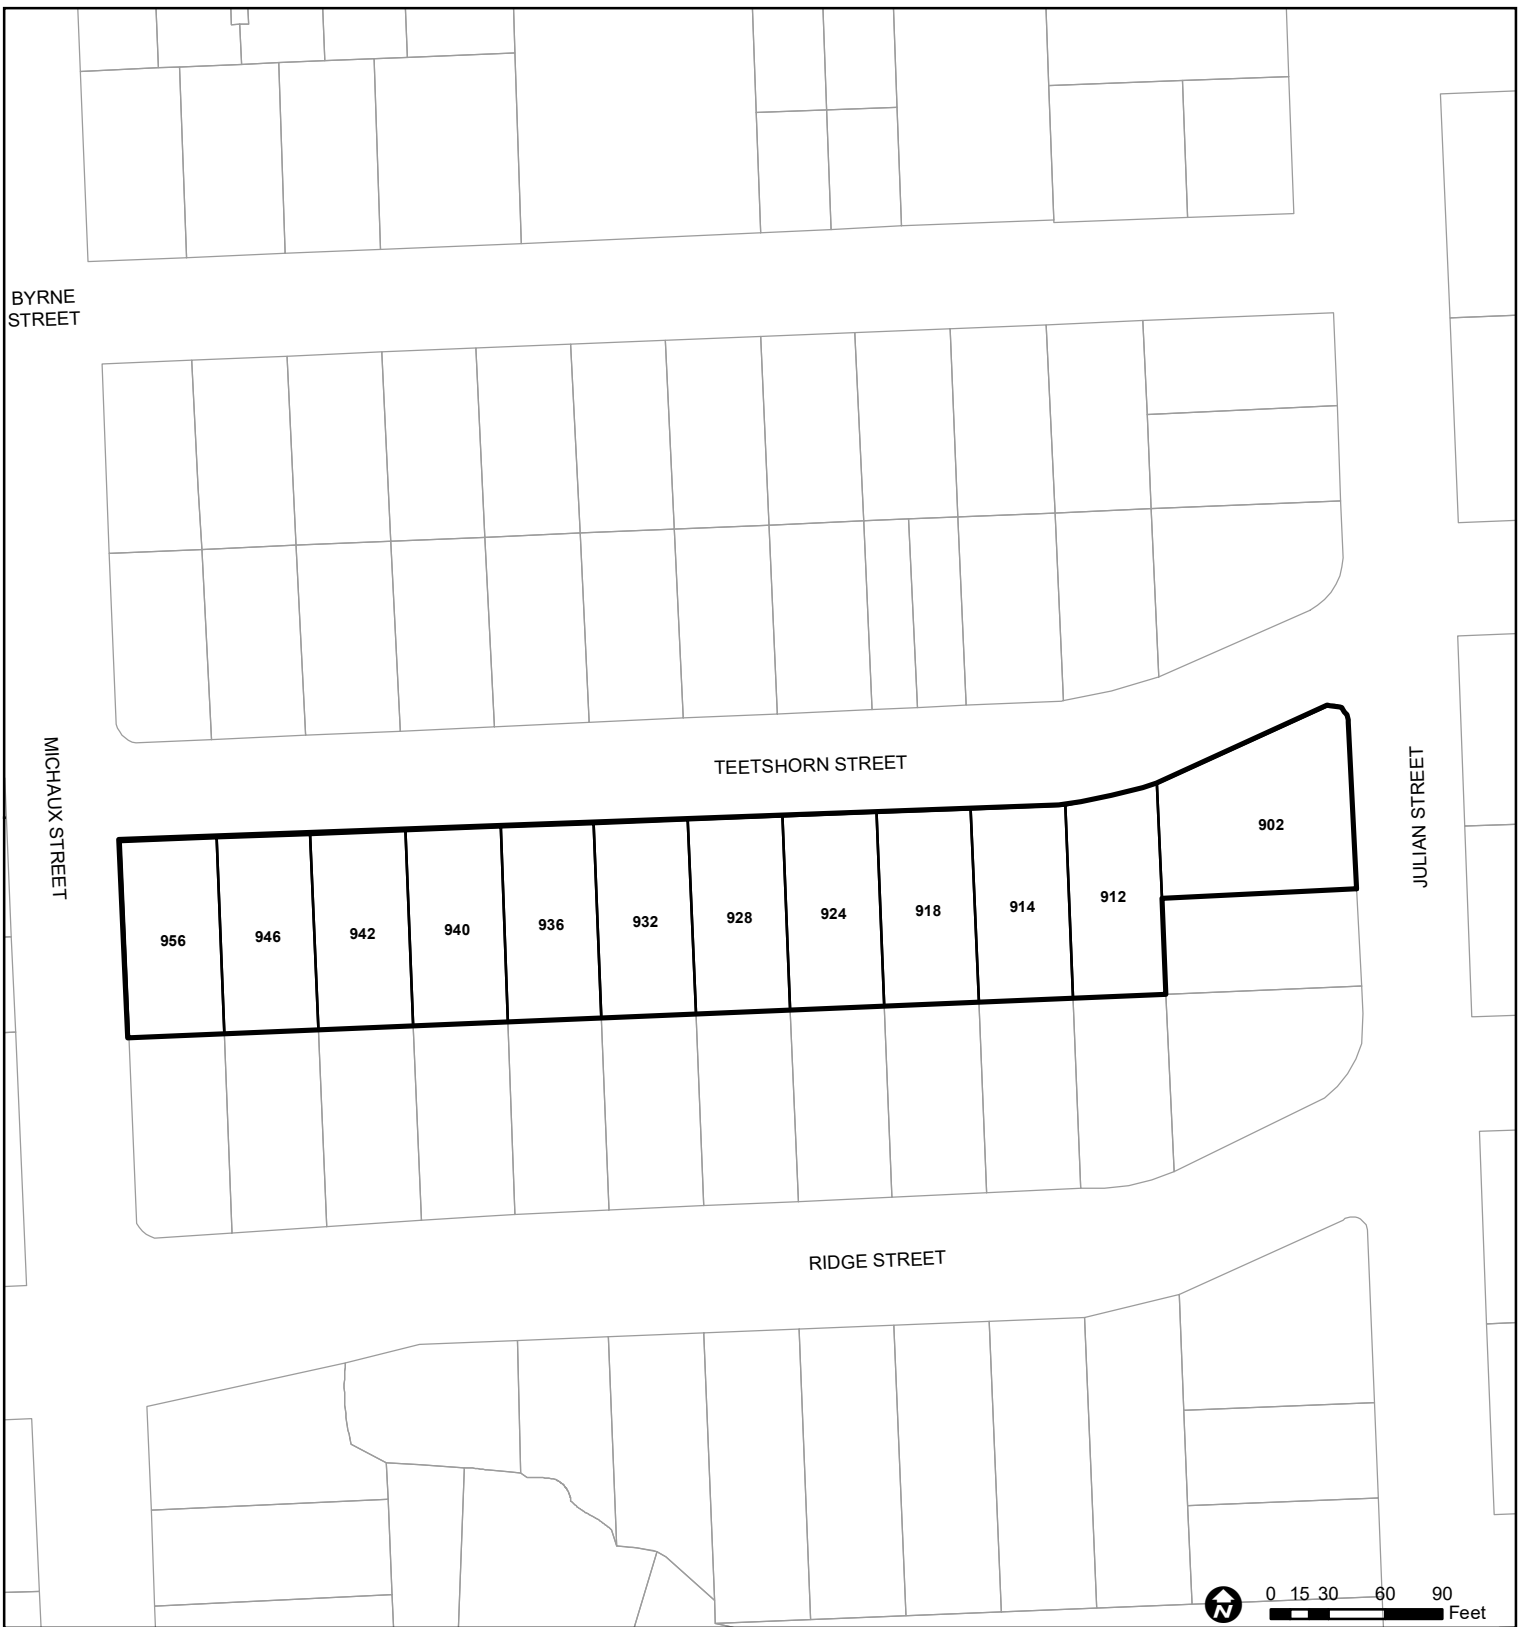 BYRNE
STREET
MICHAUX STREET
TEETSHORN STREET
JULIAN STREET
902
956
946
942
940
936
932
928
924
918
914
912
RIDGE STREET
N
0 15 30 60 90
Feet